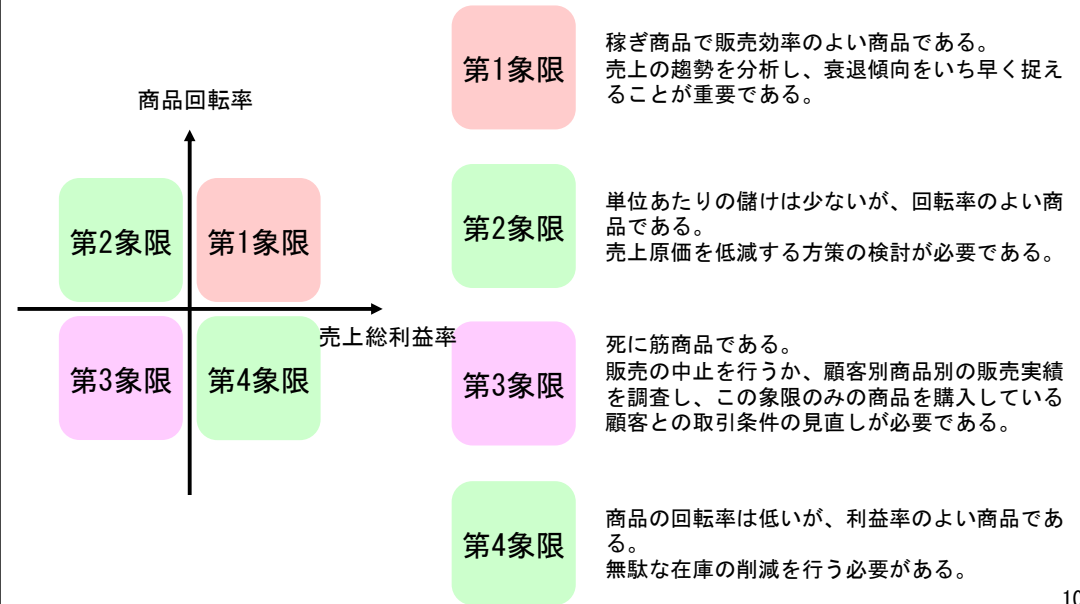 商品回転率
第2象限
第1象限
売上総利益率
第3象限
第4象限
第1象限
稼ぎ商品で販売効率のよい商品である。
売上の趨勢を分析し、衰退傾向をいち早く捉え
ることが重要である。
第2象限
単位あたりの儲けは少ないが、回転率のよい商
品である。
売上原価を低減する方策の検討が必要である。
第3象限
死に筋商品である。
販売の中止を行うか、顧客別商品別の販売実績
を調査し、この象限のみの商品を購入している
顧客との取引条件の見直しが必要である。
第4象限
商品の回転率は低いが、利益率のよい商品であ
る。
無駄な在庫の削減を行う必要がある。
10